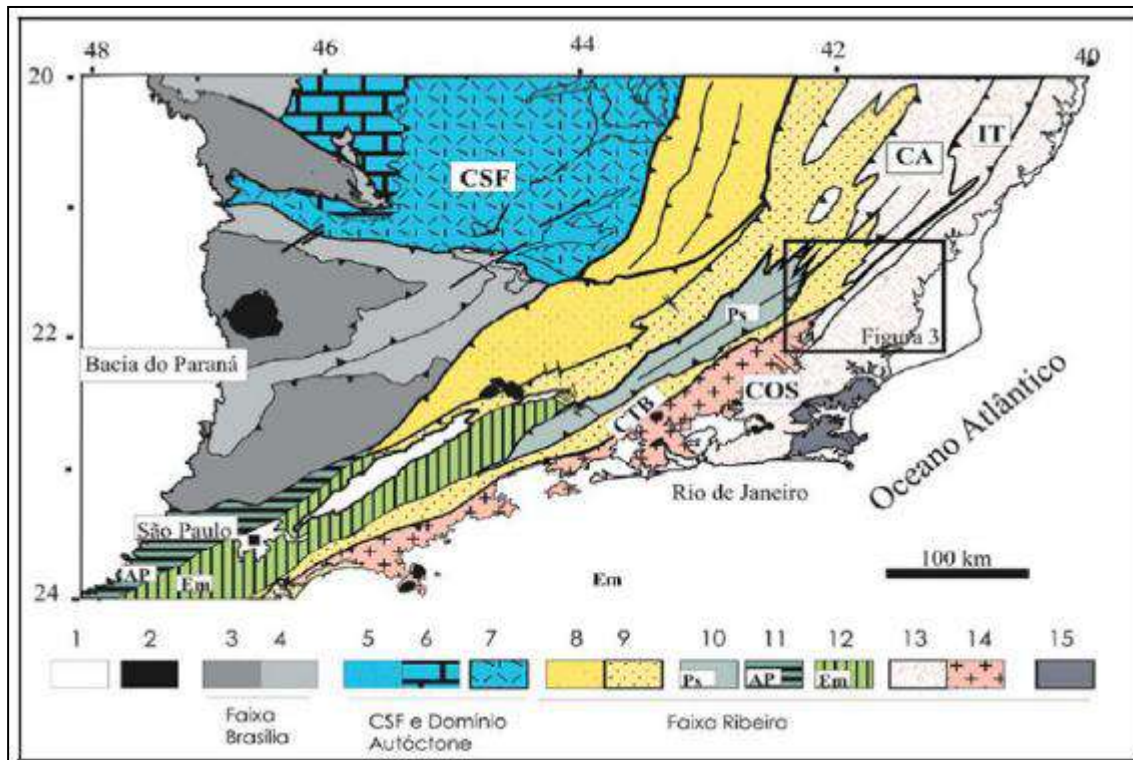 48 46 44 42 40
20
IT
CA
CSF
Ps
22
Figura 3
Bacia do Paraná
COS
CTB
Oceano Atlântico
Rio de Janeiro
São Paulo
100 km
AP
Em
Em
24
1 2 3 4 5 6 7 8 9 10 11 12 13 14 15
Ps AP Em
Faixa
Brasília
CSF e Domínio
Autóctone
Faixa Ribeira